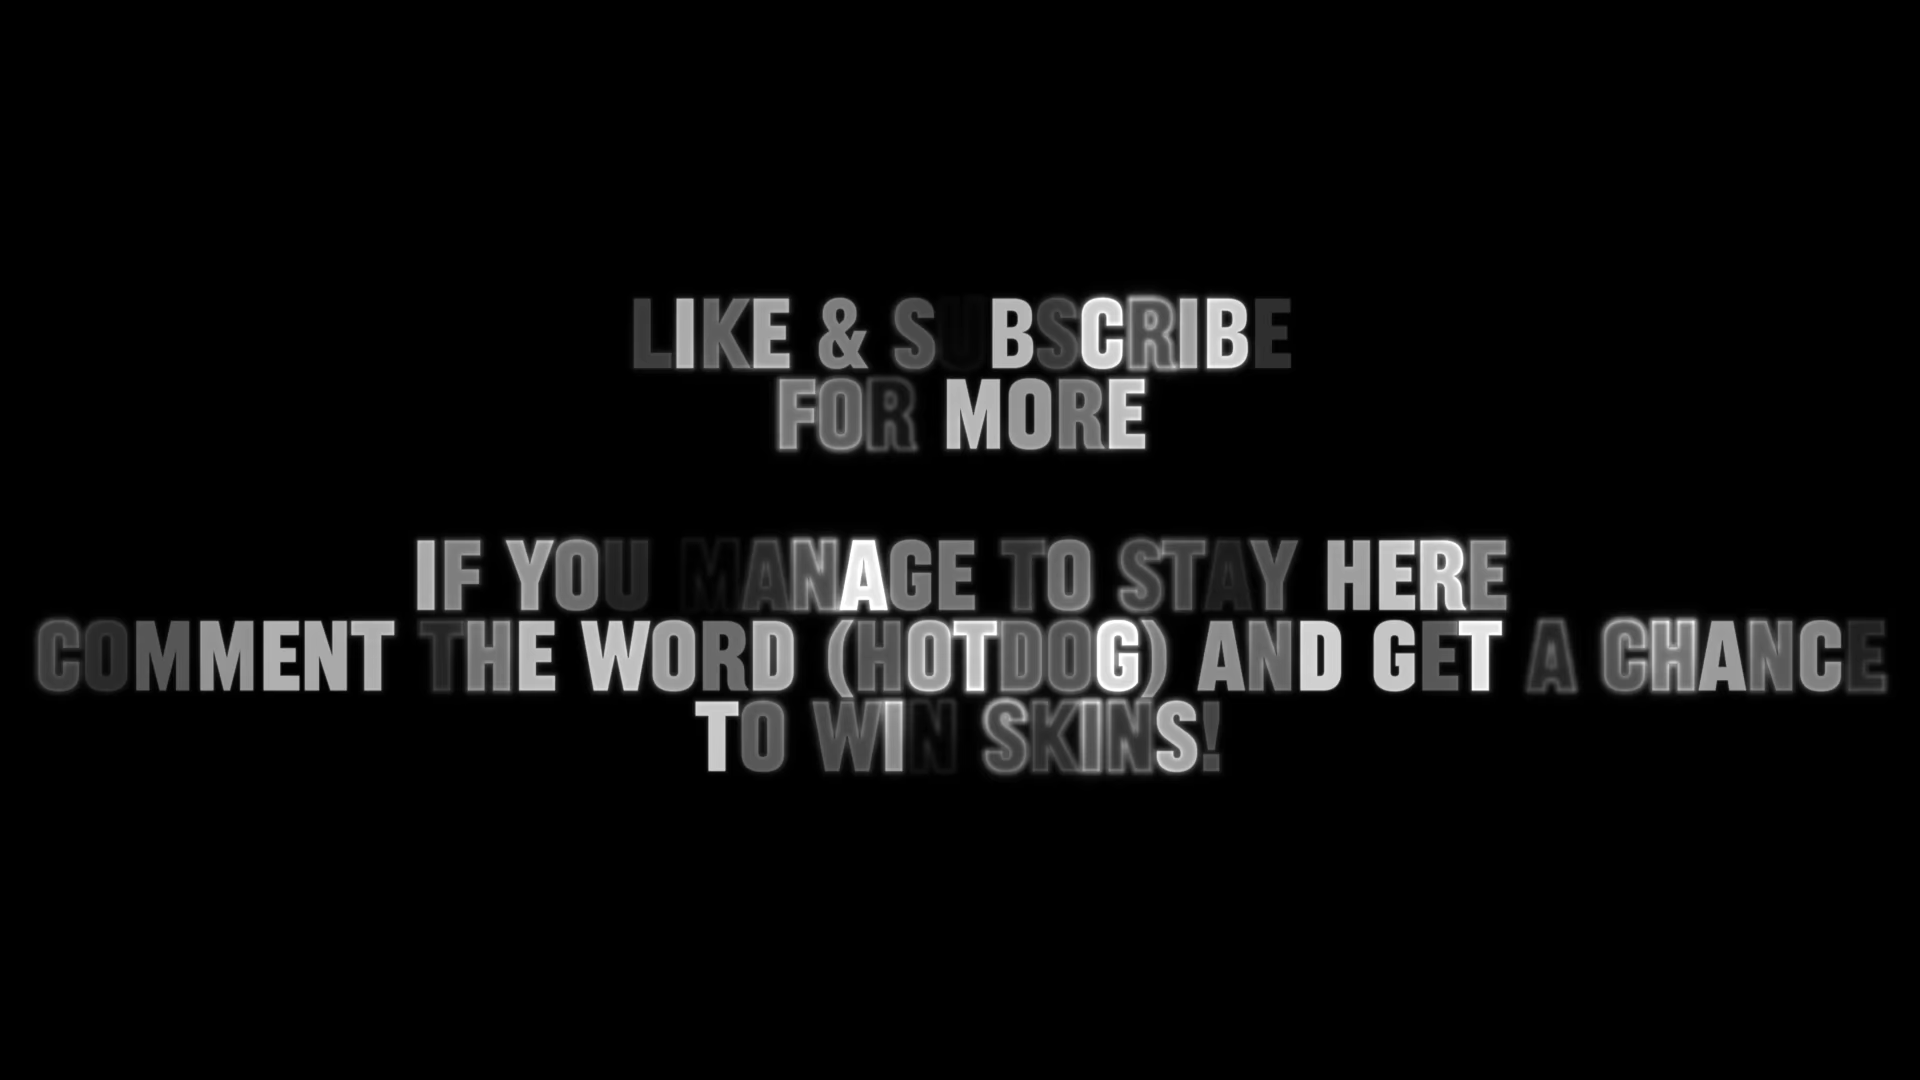 LIKE & SUBSCRIBE
FOR MORE
IF YOU MANAGE TO STAY HERE
COMMENT THE WORD (HOTDOG) AND GET A CHANCE
TO WIN SKINS!